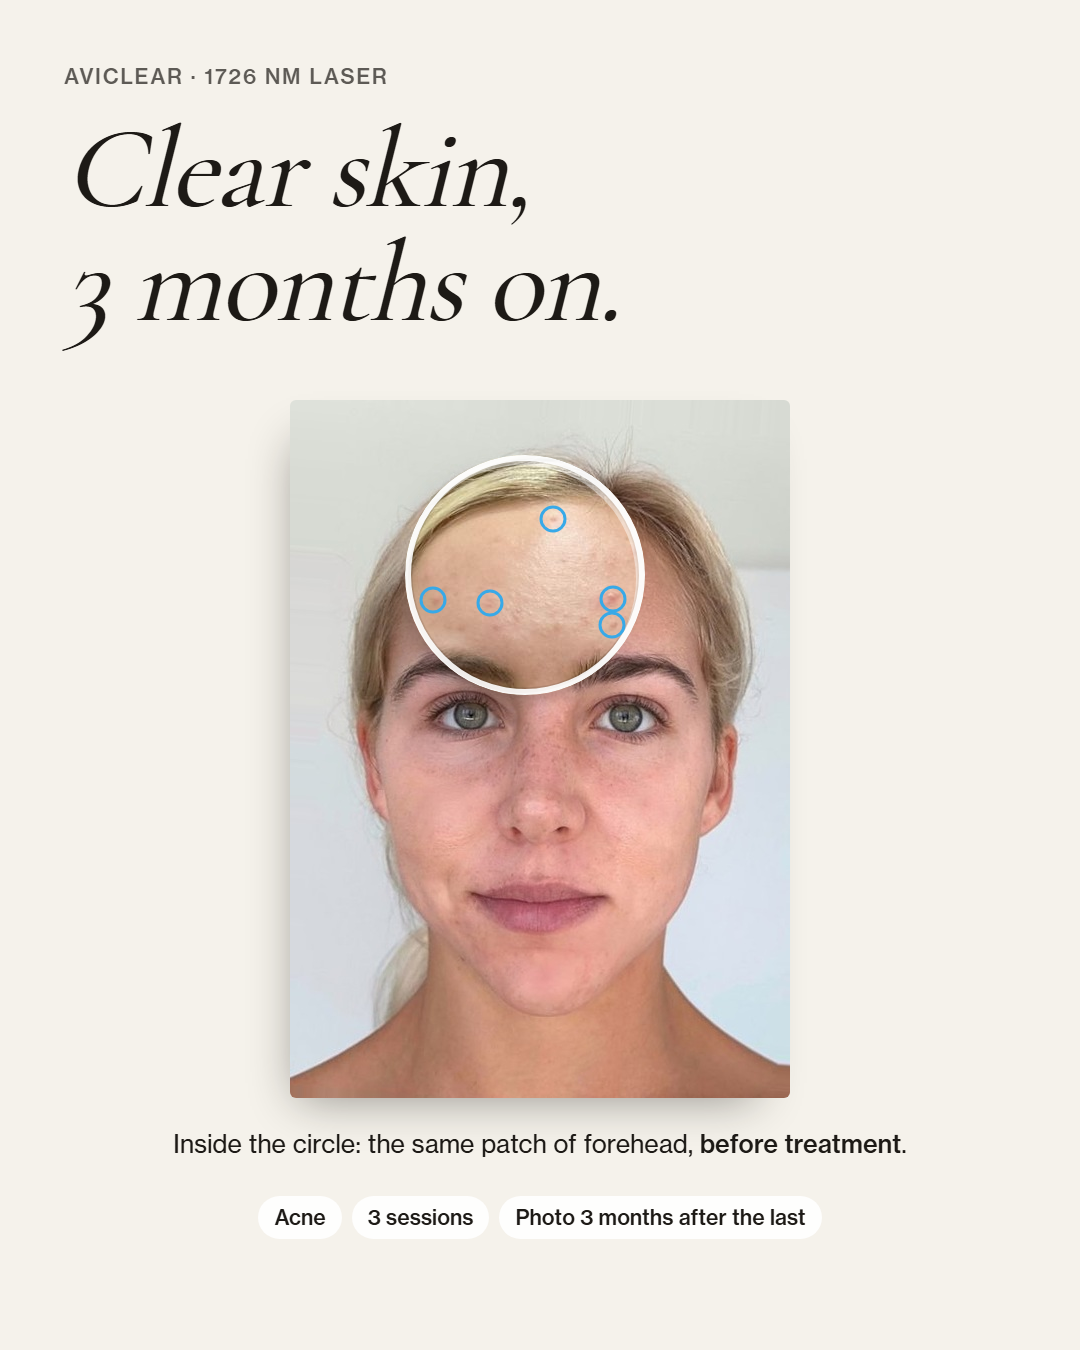 AVICLEAR · 1726 NM LASER
Clear skin,
3 months on.
Inside the circle: the same patch of forehead, before treatment.
Acne
3 sessions
Photo 3 months after the last